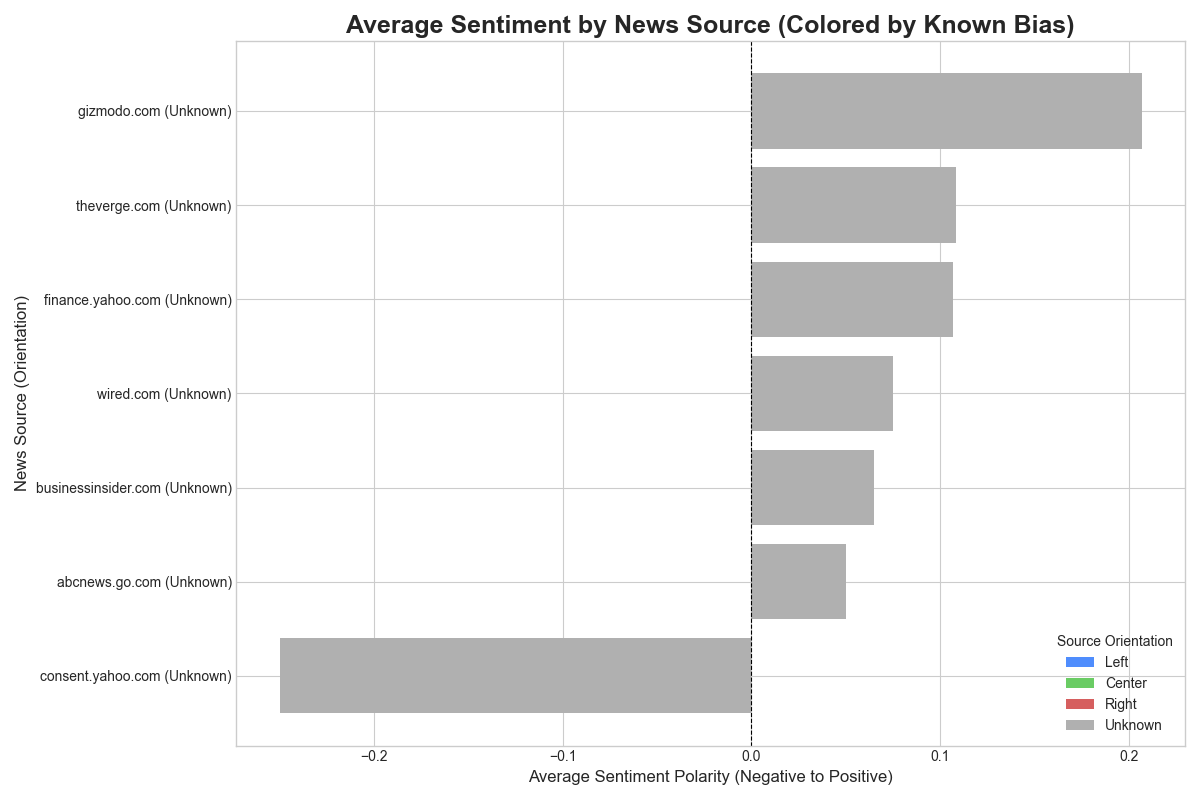 Average Sentiment by News Source (Colored by Known Bias)
News Source (Orientation)
gizmodo.com (Unknown)
theverge.com (Unknown)
finance.yahoo.com (Unknown)
wired.com (Unknown)
businessinsider.com (Unknown)
abcnews.go.com (Unknown)
consent.yahoo.com (Unknown)
Source Orientation
Left
Center
Right
Unknown
−0.2 −0.1 0.0 0.1 0.2
Average Sentiment Polarity (Negative to Positive)